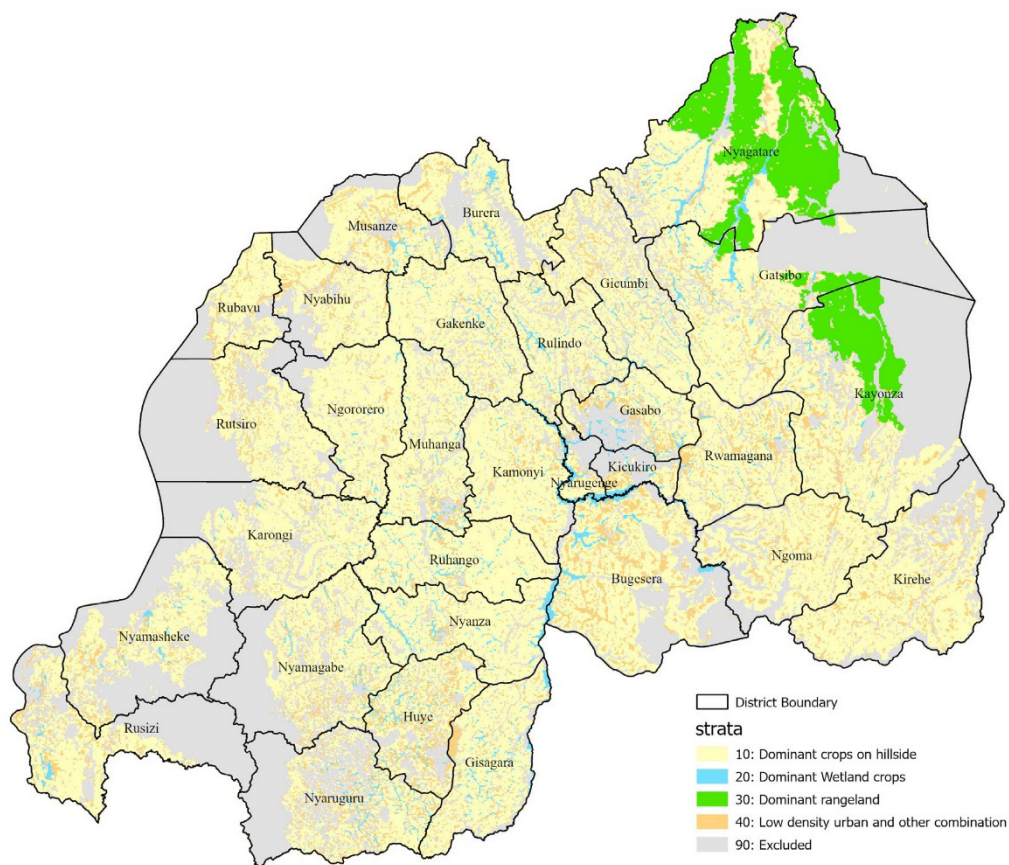 Nyagatare
Burera
Musanze
Gicumbi
Gatsibo
Rubavu
Nyabihu
Gakenke
Rulindo
Kayonza
Rutsiro
Ngororero
Muhanga
Gasabo
Rwamagana
Kamonyi
Kicukiro
Nyarugenge
Karongi
Ruhango
Ngoma
Bugesera
Kirehe
Nyamasheke
Nyanza
Nyamagabe
Huye
Rusizi
Gisagara
Nyaruguru
District Boundary
strata
10: Dominant crops on hillside
20: Dominant Wetland crops
30: Dominant rangeland
40: Low density urban and other combination
90: Excluded